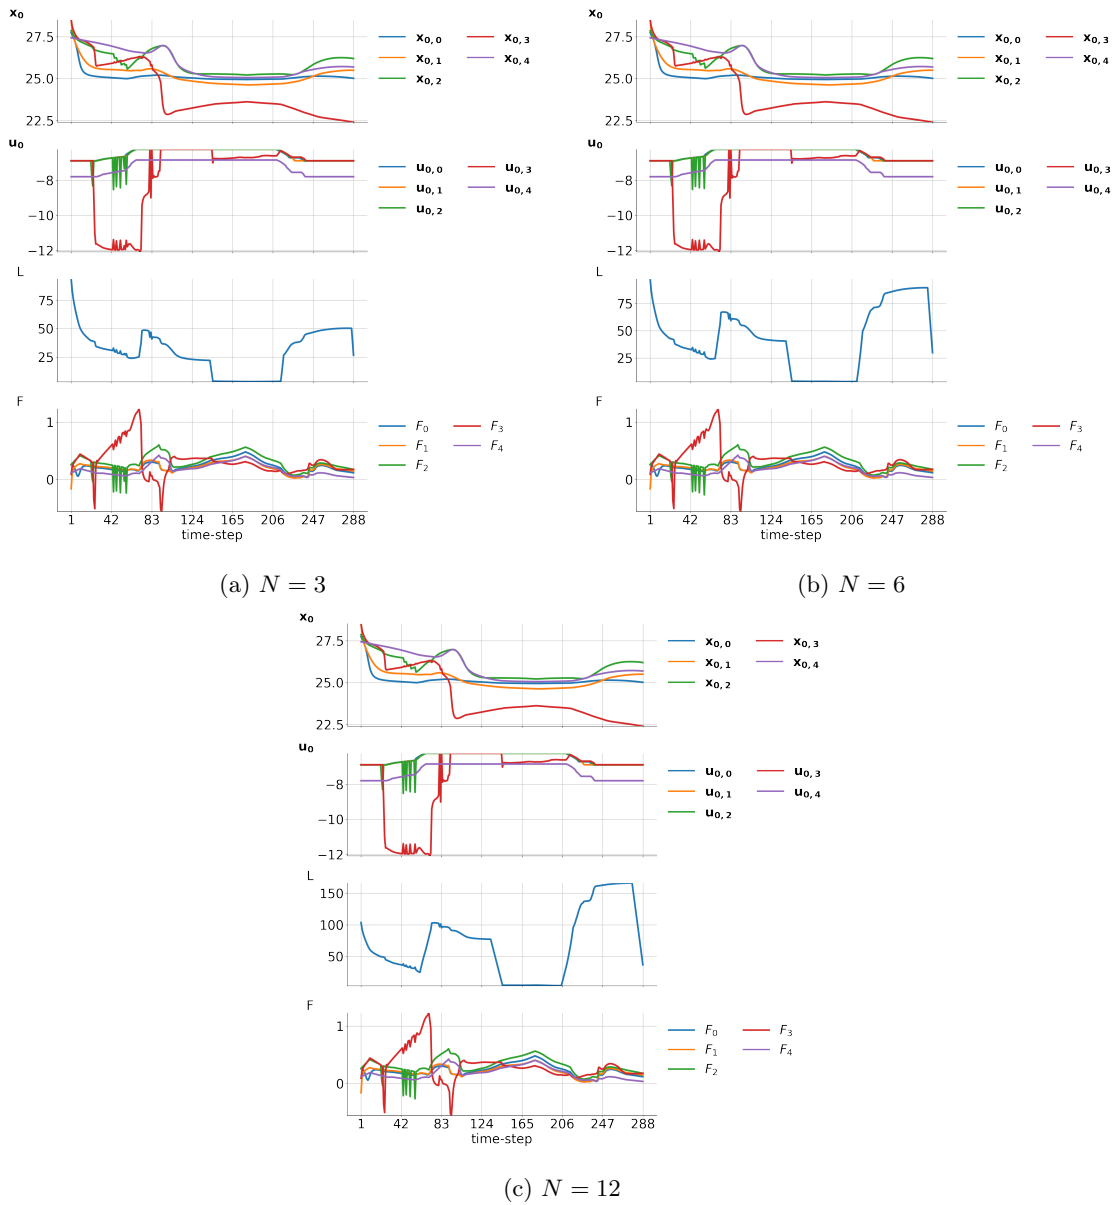 x0
27.5
25.0
22.5
x0,0 x0,3
x0,1 x0,4
x0,2
u0
−8
−10
−12
u0,0 u0,3
u0,1 u0,4
u0,2
L
75
50
25
F
1
0
F0 F3
F1 F4
F2
1 42 83 124 165 206 247 288
time-step
(a) N = 3
x0
27.5
25.0
22.5
x0,0 x0,3
x0,1 x0,4
x0,2
u0
−8
−10
−12
u0,0 u0,3
u0,1 u0,4
u0,2
L
75
50
25
F
1
0
F0 F3
F1 F4
F2
1 42 83 124 165 206 247 288
time-step
(b) N = 6
x0
27.5
25.0
22.5
x0,0 x0,3
x0,1 x0,4
x0,2
u0
−8
−10
−12
u0,0 u0,3
u0,1 u0,4
u0,2
L
150
100
50
F
1
0
F0 F3
F1 F4
F2
1 42 83 124 165 206 247 288
time-step
(c) N = 12